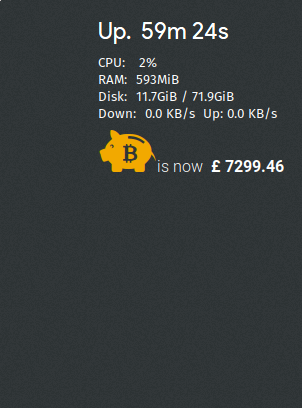 Up. 59m 24s
CPU: 2%
RAM: 593MiB
Disk: 11.7GiB / 71.9GiB
Down: 0.0 KB/s Up: 0.0 KB/s
₿ is now £ 7299.46